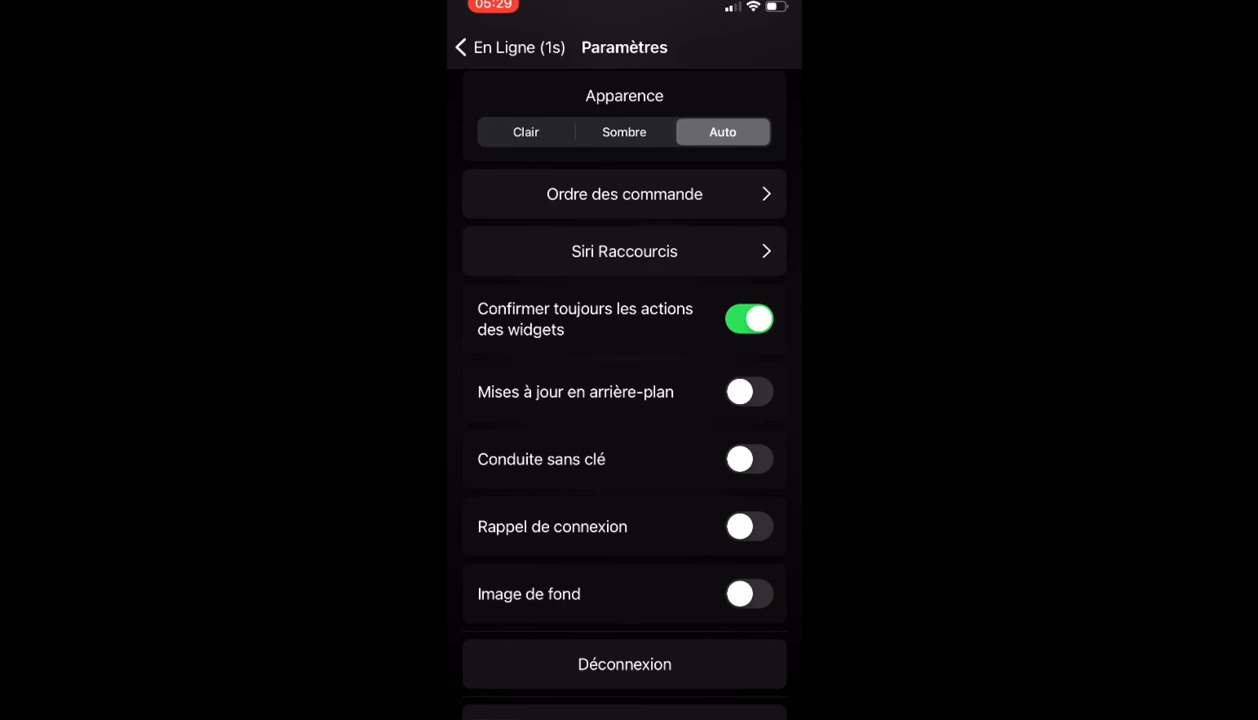 05:29
En Ligne (1s) Paramètres
Apparence
Clair Sombre Auto
Ordre des commande
Siri Raccourcis
Confirmer toujours les actions
des widgets
Mises à jour en arrière-plan
Conduite sans clé
Rappel de connexion
Image de fond
Déconnexion